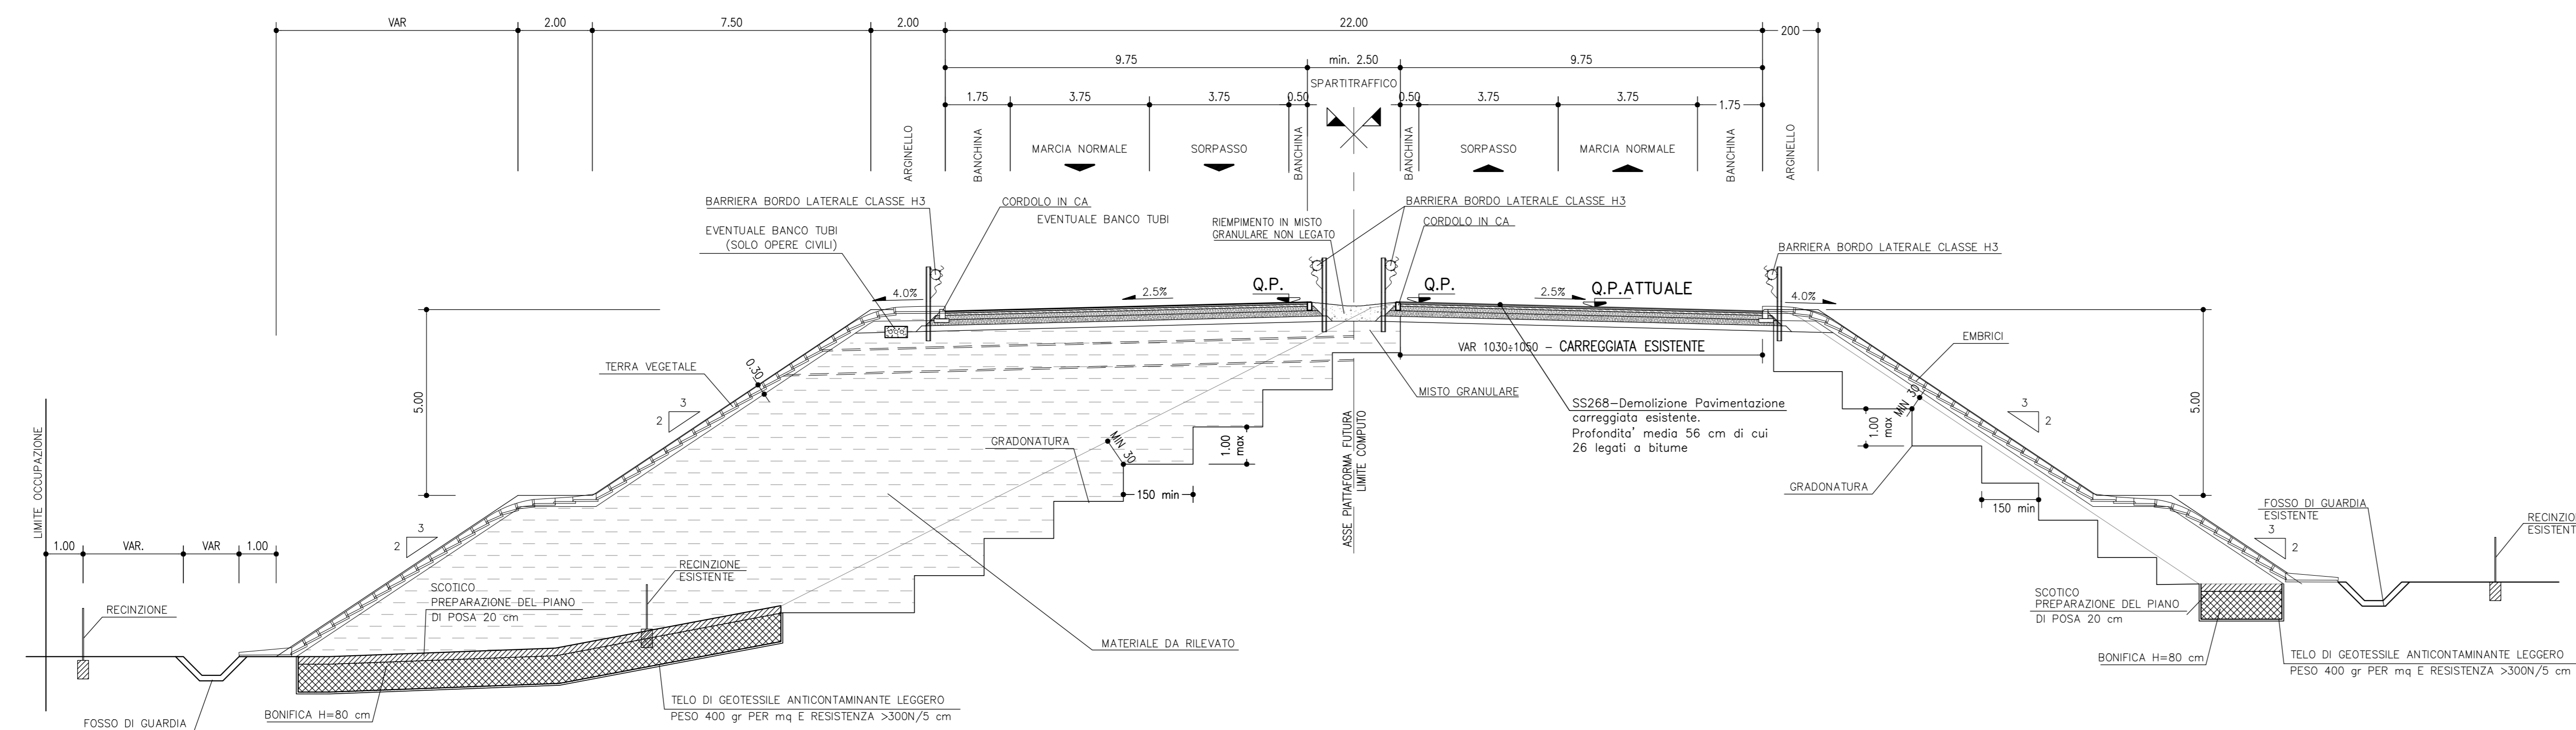 VAR
2.00
7.50
2.00
22.00
200
9.75
min. 2.50
9.75
SPARTITRAFFICO
1.75
3.75
3.75
0.50
0.50
3.75
3.75
1.75
ARGINELLO
BANCHINA
MARCIA NORMALE
SORPASSO
BANCHINA
BANCHINA
SORPASSO
MARCIA NORMALE
BANCHINA
ARGINELLO
BARRIERA BORDO LATERALE CLASSE H3
CORDOLO IN CA
EVENTUALE BANCO TUBI
RIEMPIMENTO IN MISTO
GRANULARE NON LEGATO
BARRIERA BORDO LATERALE CLASSE H3
CORDOLO IN CA
EVENTUALE BANCO TUBI
(SOLO OPERE CIVILI)
BARRIERA BORDO LATERALE CLASSE H3
4.0%
2.5%
Q.P.
Q.P.
2.5%
Q.P.ATTUALE
4.0%
VAR 1030÷1050 – CARREGGIATA ESISTENTE
EMBRICI
TERRA VEGETALE
0.30
5.00
3
2
MISTO GRANULARE
SS268–Demolizione Pavimentazione
carreggiata esistente.
Profondita' media 56 cm di cui
26 legati a bitume
MIN 30
1.00
max
3
2
5.00
GRADONATURA
MIN 30
1.00
max
150 min
ASSE PIATTAFORMA FUTURA
LIMITE COMPUTO
GRADONATURA
150 min
LIMITE OCCUPAZIONE
1.00
VAR.
VAR
1.00
3
2
FOSSO DI GUARDIA
ESISTENTE
3
2
RECINZIO
ESISTENT
RECINZIONE
SCOTICO
PREPARAZIONE DEL PIANO
DI POSA 20 cm
RECINZIONE
ESISTENTE
MATERIALE DA RILEVATO
SCOTICO
PREPARAZIONE DEL PIANO
DI POSA 20 cm
BONIFICA H=80 cm
TELO DI GEOTESSILE ANTICONTAMINANTE LEGGERO
PESO 400 gr PER mq E RESISTENZA >300N/5 cm
FOSSO DI GUARDIA
BONIFICA H=80 cm
TELO DI GEOTESSILE ANTICONTAMINANTE LEGGERO
PESO 400 gr PER mq E RESISTENZA >300N/5 cm